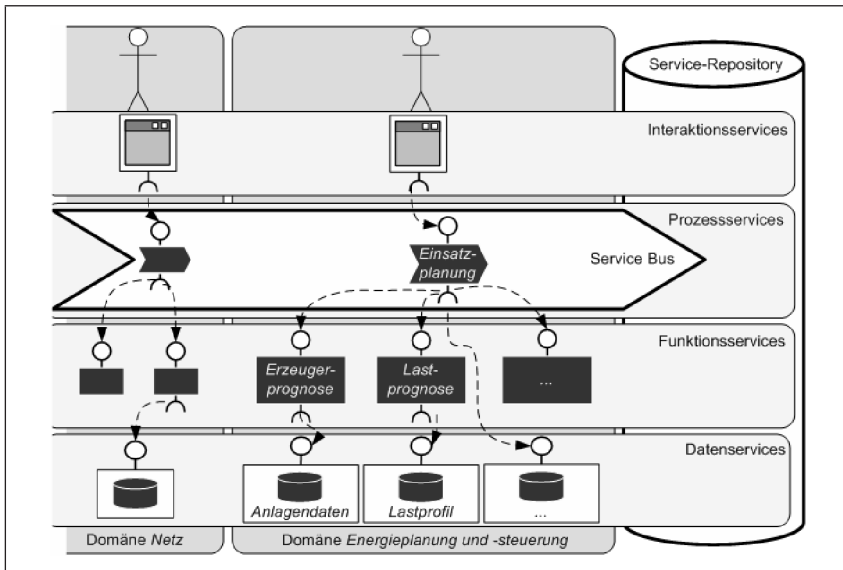 Service-Repository
Interaktionsservices
Prozessservices
Einsatz-
planung
Service Bus
Funktionsservices
Erzeuger-
prognose
Last-
prognose
...
Datenservices
Anlagendaten
Lastprofil
...
Domäne Netz
Domäne Energieplanung und -steuerung